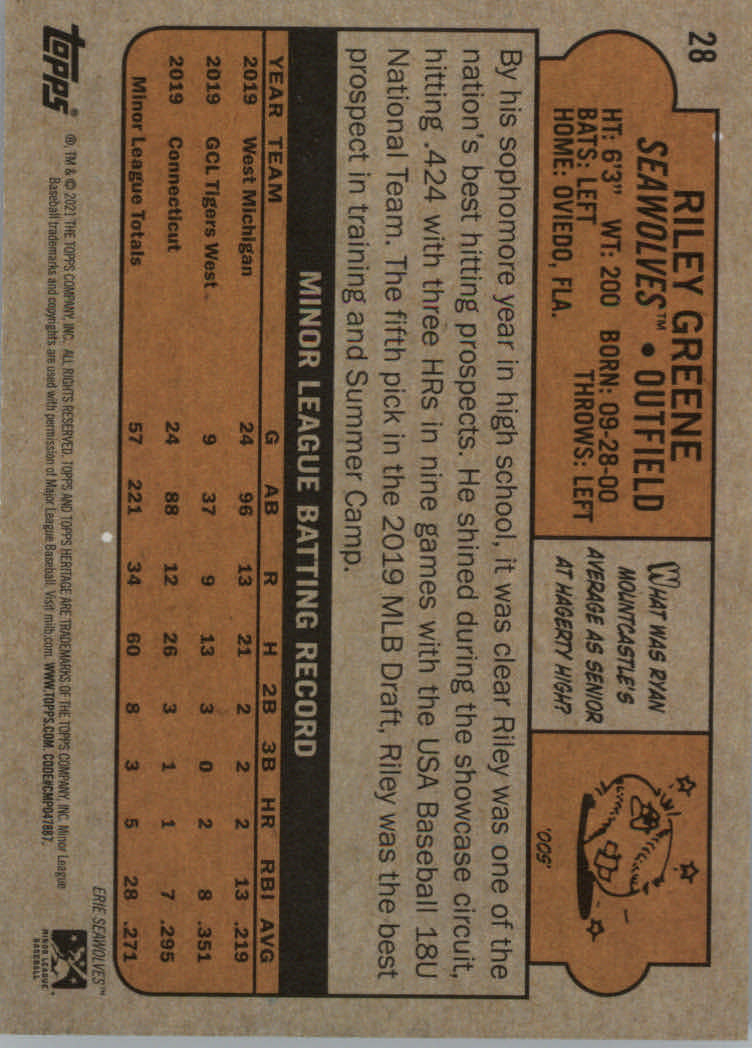 28
RILEY GREENE
SEAWOLVES™ • OUTFIELD
HT: 6'3" WT: 200 BORN: 09-28-00
BATS: LEFT THROWS: LEFT
HOME: OVIEDO, FLA.
WHAT WAS RYAN
MOUNTCASTLE'S
AVERAGE AS SENIOR
AT HAGERTY HIGH?
.500
By his sophomore year in high school, it was clear Riley was one of the
nation's best hitting prospects. He shined during the showcase circuit,
hitting .424 with three HRs in nine games with the USA Baseball 18U
National Team. The fifth pick in the 2019 MLB Draft, Riley was the best
prospect in training and Summer Camp.
MINOR LEAGUE BATTING RECORD
YEAR TEAM G AB R H 2B 3B HR RBI AVG
2019 West Michigan 24 96 13 21 2 2 2 13 .219
2019 GCL Tigers West 9 37 9 13 3 0 2 8 .351
2019 Connecticut 24 88 12 26 3 1 1 7 .295
Minor League Totals 57 221 34 60 8 3 5 28 .271
ERIE SEAWOLVES™
topps®
®, TM & © 2021 THE TOPPS COMPANY, INC. ALL RIGHTS RESERVED. TOPPS AND TOPPS HERITAGE ARE TRADEMARKS OF THE TOPPS COMPANY, INC. Minor League
Baseball trademarks and copyrights are used with permission of Major League Baseball. Visit milb.com. WWW.TOPPS.COM. CODE#CMP047887.
MINOR LEAGUE
BASEBALL